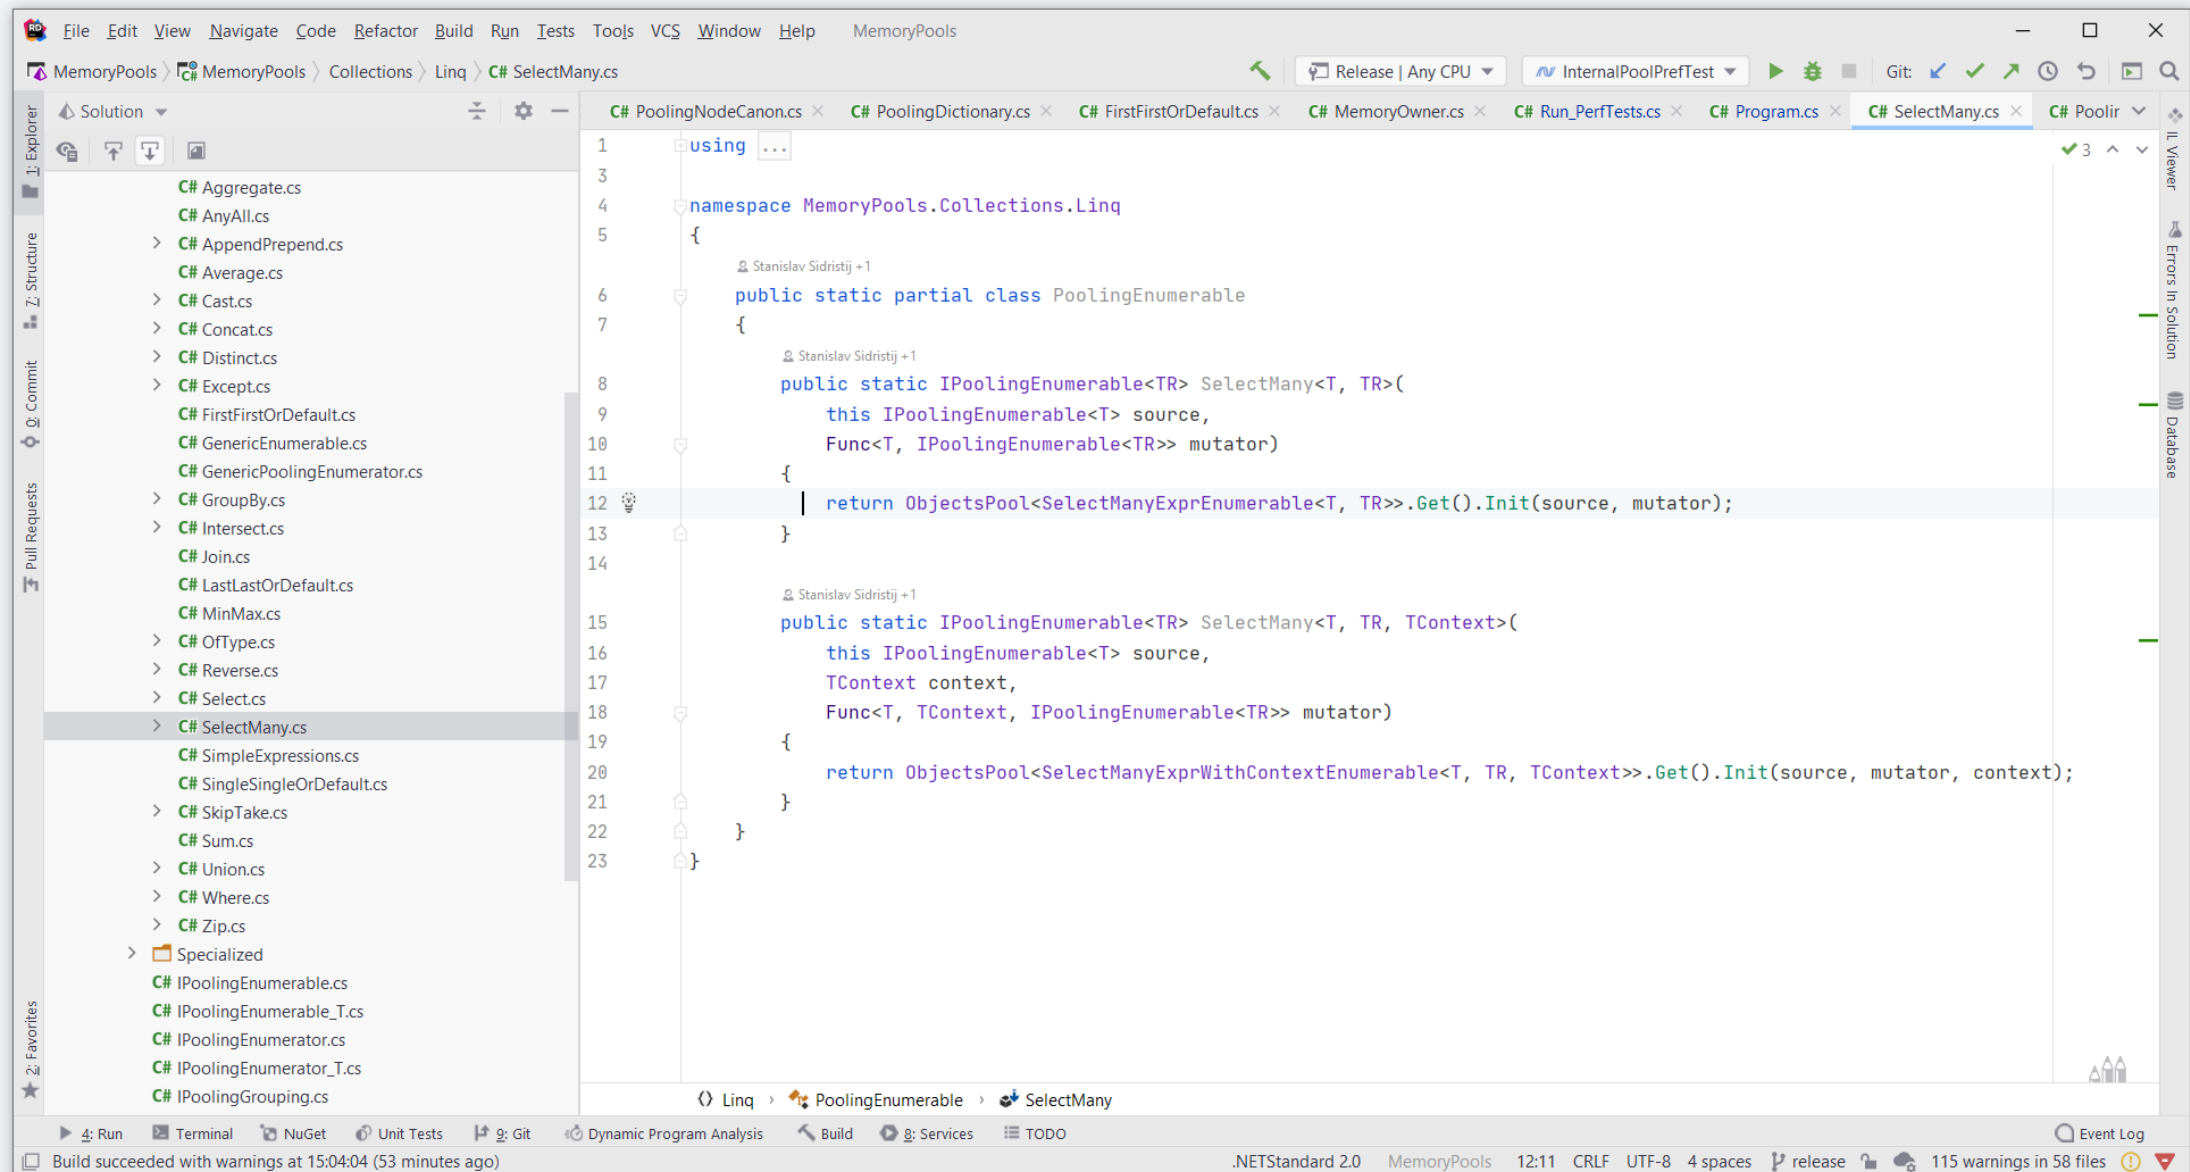 File Edit View Navigate Code Refactor Build Run Tests Tools VCS Window Help MemoryPools
MemoryPools MemoryPools Collections Linq C# SelectMany.cs Release | Any CPU InternalPoolPrefTest Git:
1: Explorer
7: Structure
0: Commit
Pull Requests
2: Favorites
Solution
C# Aggregate.cs
C# AnyAll.cs
C# AppendPrepend.cs
C# Average.cs
C# Cast.cs
C# Concat.cs
C# Distinct.cs
C# Except.cs
C# FirstFirstOrDefault.cs
C# GenericEnumerable.cs
C# GenericPoolingEnumerator.cs
C# GroupBy.cs
C# Intersect.cs
C# Join.cs
C# LastLastOrDefault.cs
C# MinMax.cs
C# OfType.cs
C# Reverse.cs
C# Select.cs
C# SelectMany.cs
C# SimpleExpressions.cs
C# SingleSingleOrDefault.cs
C# SkipTake.cs
C# Sum.cs
C# Union.cs
C# Where.cs
C# Zip.cs
Specialized
C# IPoolingEnumerable.cs
C# IPoolingEnumerable_T.cs
C# IPoolingEnumerator.cs
C# IPoolingEnumerator_T.cs
C# IPoolingGrouping.cs
C# PoolingNodeCanon.cs C# PoolingDictionary.cs C# FirstFirstOrDefault.cs C# MemoryOwner.cs C# Run_PerfTests.cs C# Program.cs C# SelectMany.cs C# Poolir
1 using ... 3
3
4 namespace MemoryPools.Collections.Linq
5 {
Stanislav Sidristij +1
6 public static partial class PoolingEnumerable
7 {
Stanislav Sidristij +1
8 public static IPoolingEnumerable<TR> SelectMany<T, TR>(
9 this IPoolingEnumerable<T> source,
10 Func<T, IPoolingEnumerable<TR>> mutator)
11 {
12 return ObjectsPool<SelectManyExprEnumerable<T, TR>>.Get().Init(source, mutator);
13 }
14
Stanislav Sidristij +1
15 public static IPoolingEnumerable<TR> SelectMany<T, TR, TContext>(
16 this IPoolingEnumerable<T> source,
17 TContext context,
18 Func<T, TContext, IPoolingEnumerable<TR>> mutator)
19 {
20 return ObjectsPool<SelectManyExprWithContextEnumerable<T, TR, TContext>>.Get().Init(source, mutator, context);
21 }
22 }
23 }
IL Viewer
Errors In Solution
Database
Linq PoolingEnumerable SelectMany
4: Run Terminal NuGet Unit Tests 9: Git Dynamic Program Analysis Build 8: Services TODO Event Log
Build succeeded with warnings at 15:04:04 (53 minutes ago) .NETStandard 2.0 MemoryPools 12:11 CRLF UTF-8 4 spaces release 115 warnings in 58 files